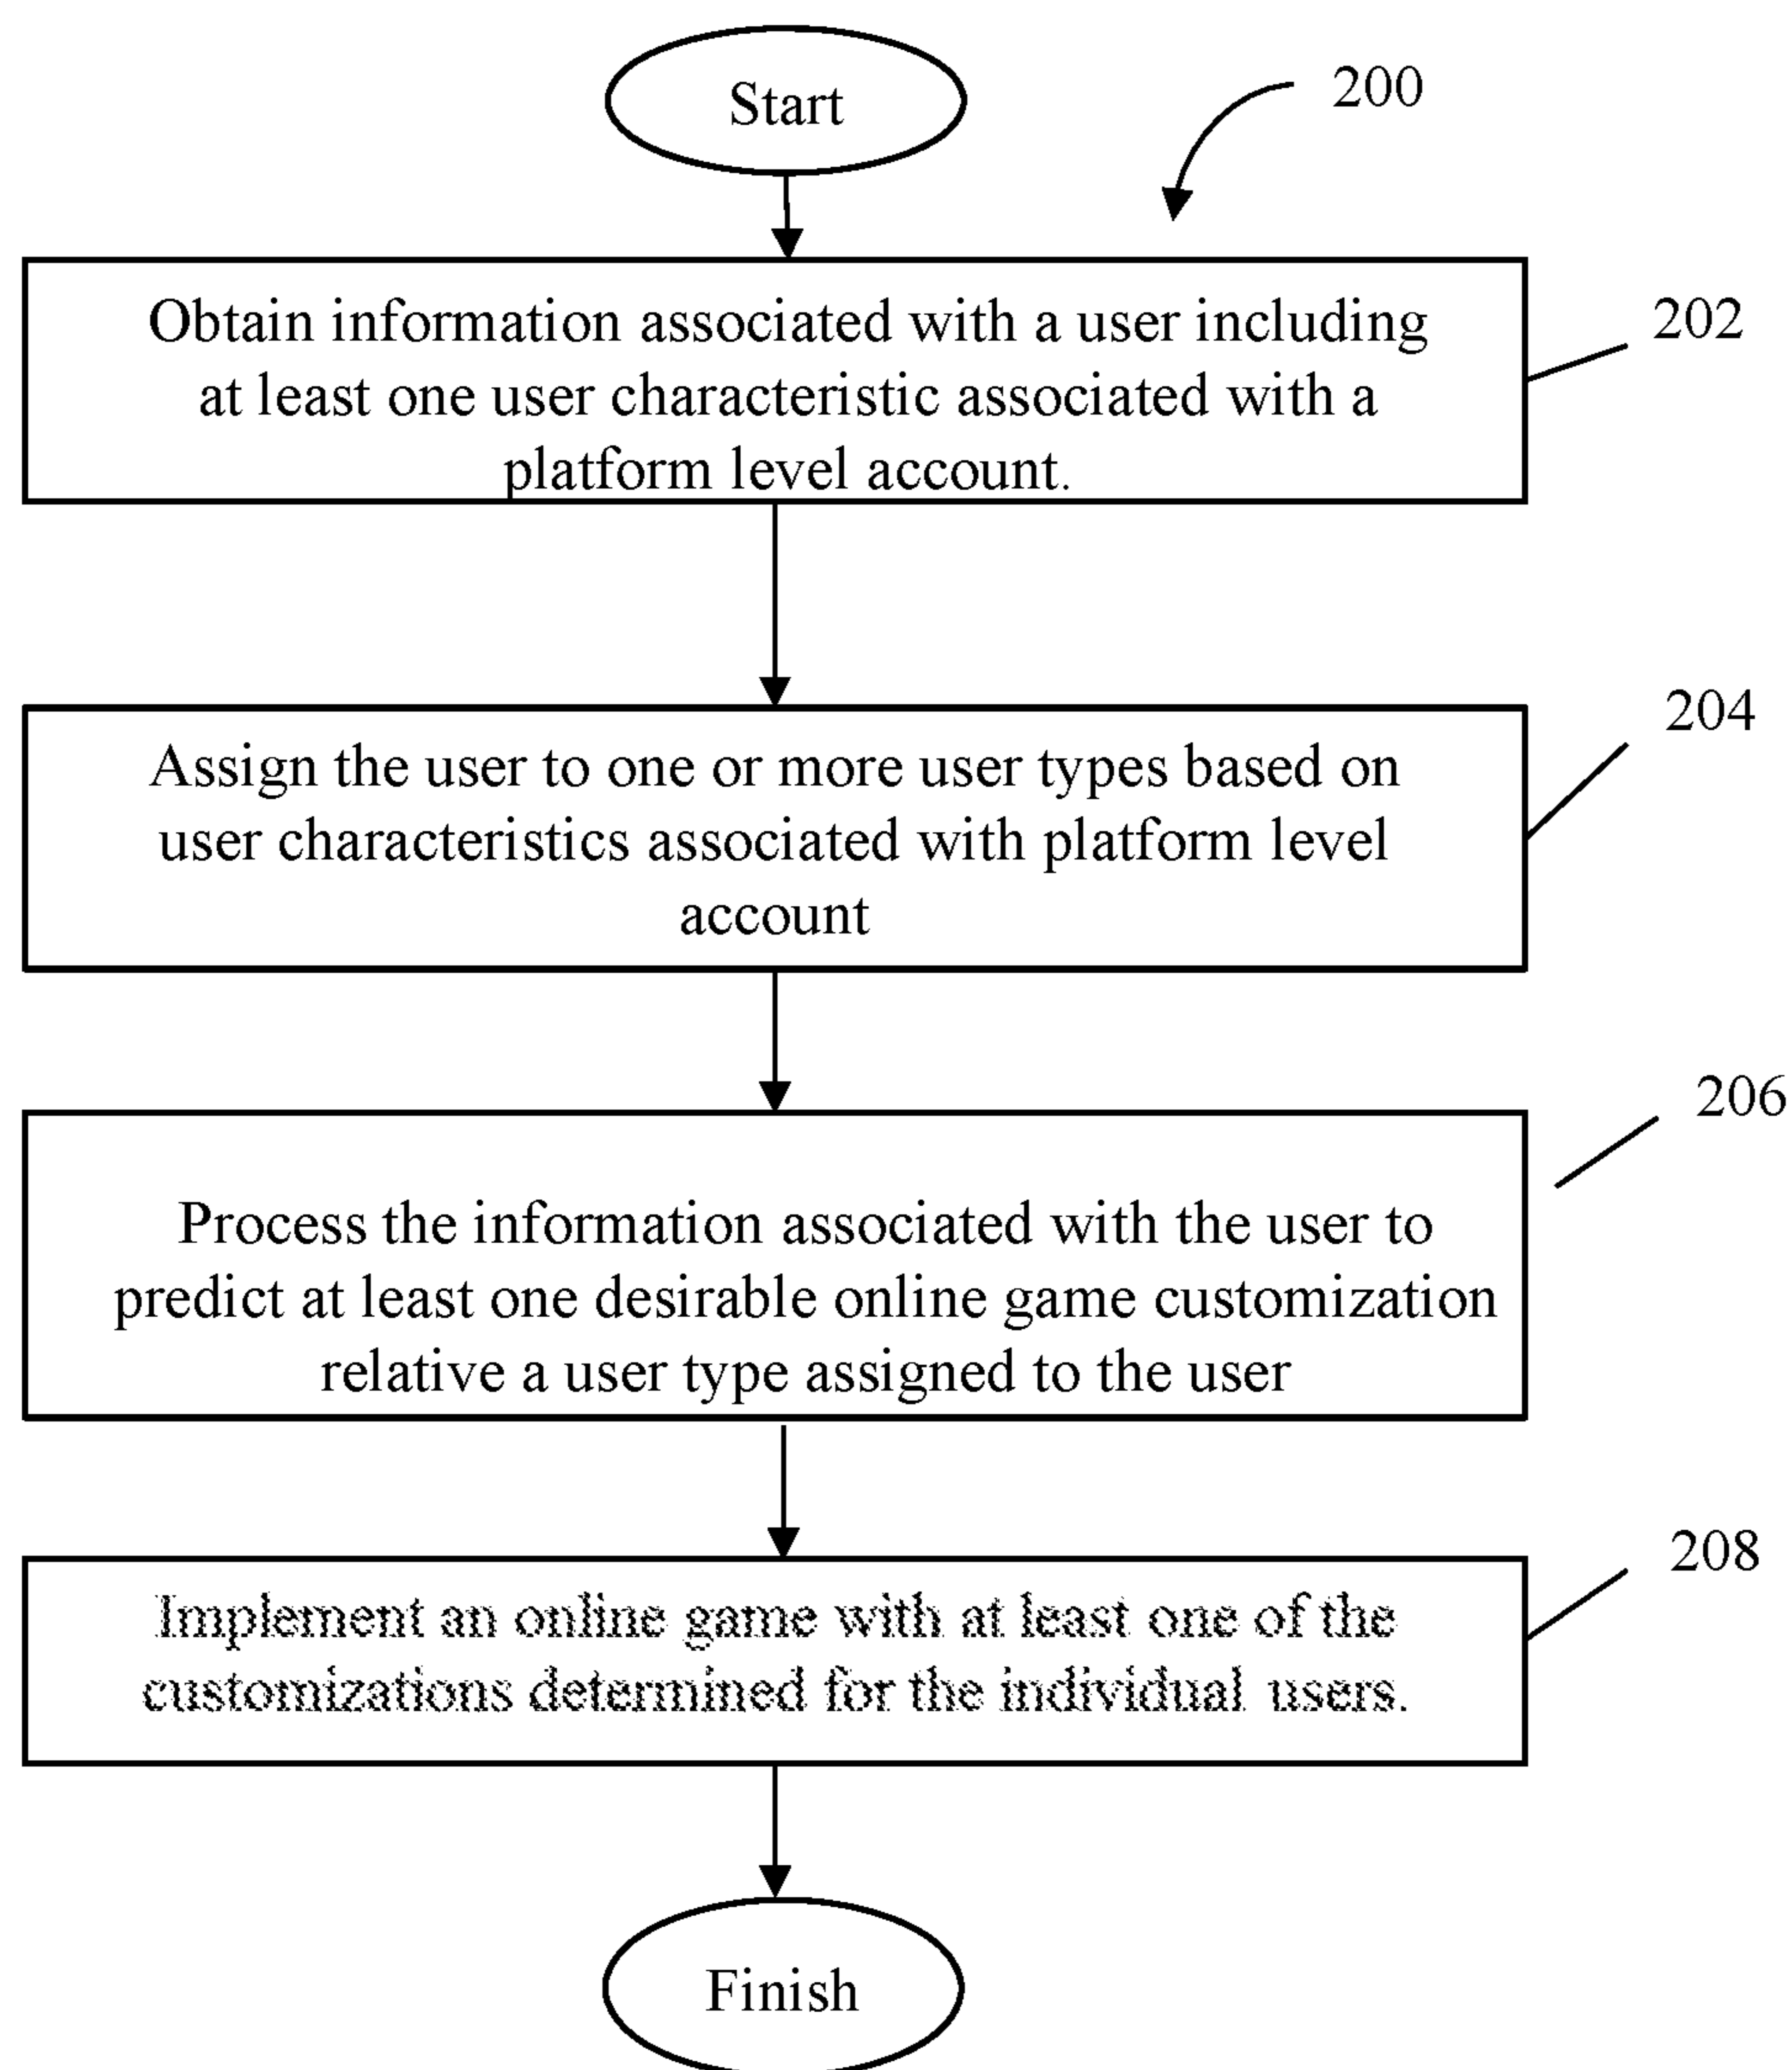 Start
200
Obtain information associated with a user including
at least one user characteristic associated with a
platform level account.
202
Assign the user to one or more user types based on
user characteristics associated with platform level
account
204
Process the information associated with the user to
predict at least one desirable online game customization
relative a user type assigned to the user
206
Implement an online game with at least one of the
customizations determined for the individual users.
208
Finish